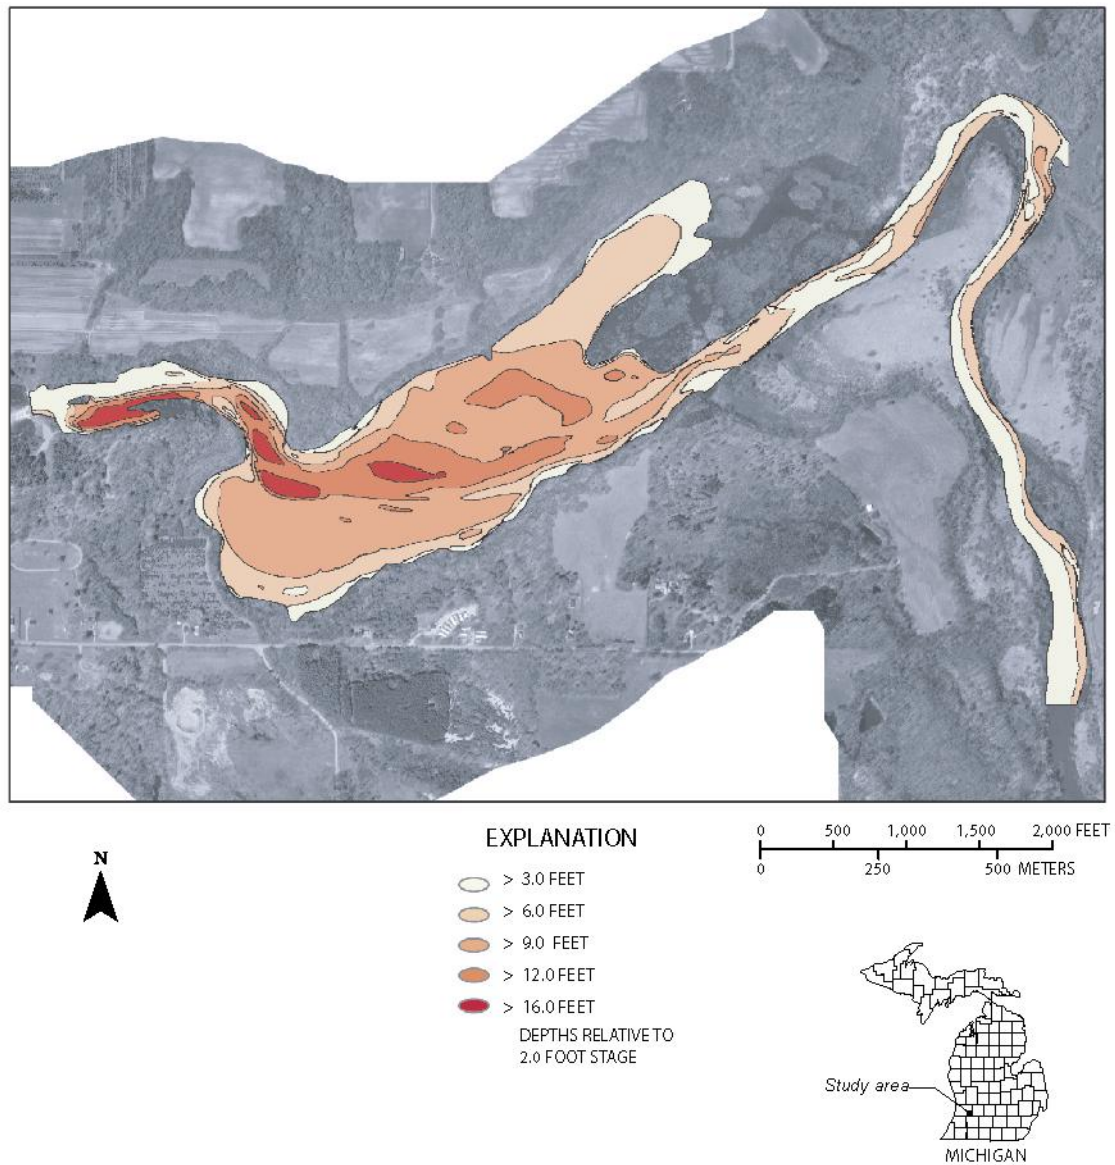 EXPLANATION
> 3.0 FEET
> 6.0 FEET
> 9.0 FEET
> 12.0 FEET
> 16.0 FEET
DEPTHS RELATIVE TO
2.0 FOOT STAGE
0 500 1,000 1,500 2,000 FEET
0 250 500 METERS
N
Study area
MICHIGAN